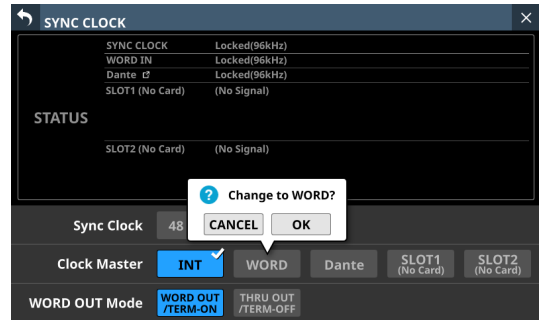 SYNC CLOCK
SYNC CLOCK Locked(96kHz)
WORD IN Locked(96kHz)
Dante Locked(96kHz)
SLOT1 (No Card) (No Signal)
STATUS
SLOT2 (No Card) (No Signal)
? Change to WORD?
CANCEL OK
Sync Clock 48
Clock Master INT WORD Dante SLOT1 (No Card) SLOT2 (No Card)
WORD OUT Mode WORD OUT /TERM-ON THRU OUT /TERM-OFF